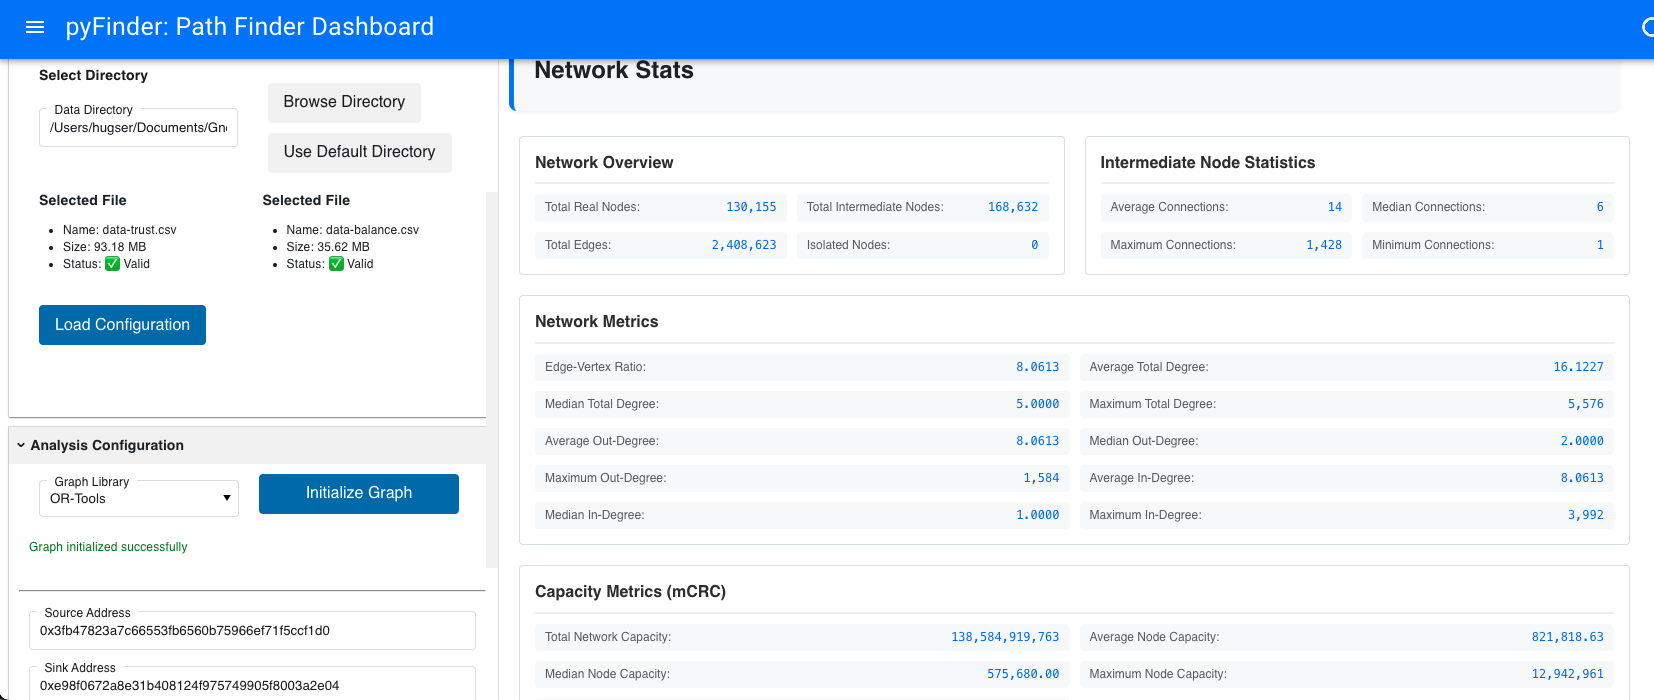 pyFinder: Path Finder Dashboard
Select Directory
Data Directory
/Users/hugser/Documents/Gn
Browse Directory
Use Default Directory
Selected File
Name: data-trust.csv
Size: 93.18 MB
Status: ✅ Valid
Selected File
Name: data-balance.csv
Size: 35.62 MB
Status: ✅ Valid
Load Configuration
Analysis Configuration
Graph Library
OR-Tools
Initialize Graph
Graph initialized successfully
Source Address
0x3fb47823a7c66553fb6560b75966ef71f5ccf1d0
Sink Address
0xe98f0672a8e31b408124f975749905f8003a2e04
Network Stats
Network Overview
Total Real Nodes: 130,155
Total Intermediate Nodes: 168,632
Total Edges: 2,408,623
Isolated Nodes: 0
Intermediate Node Statistics
Average Connections: 14
Median Connections: 6
Maximum Connections: 1,428
Minimum Connections: 1
Network Metrics
Edge-Vertex Ratio: 8.0613
Average Total Degree: 16.1227
Median Total Degree: 5.0000
Maximum Total Degree: 5,576
Average Out-Degree: 8.0613
Median Out-Degree: 2.0000
Maximum Out-Degree: 1,584
Average In-Degree: 8.0613
Median In-Degree: 1.0000
Maximum In-Degree: 3,992
Capacity Metrics (mCRC)
Total Network Capacity: 138,584,919,763
Average Node Capacity: 821,818.63
Median Node Capacity: 575,680.00
Maximum Node Capacity: 12,942,961